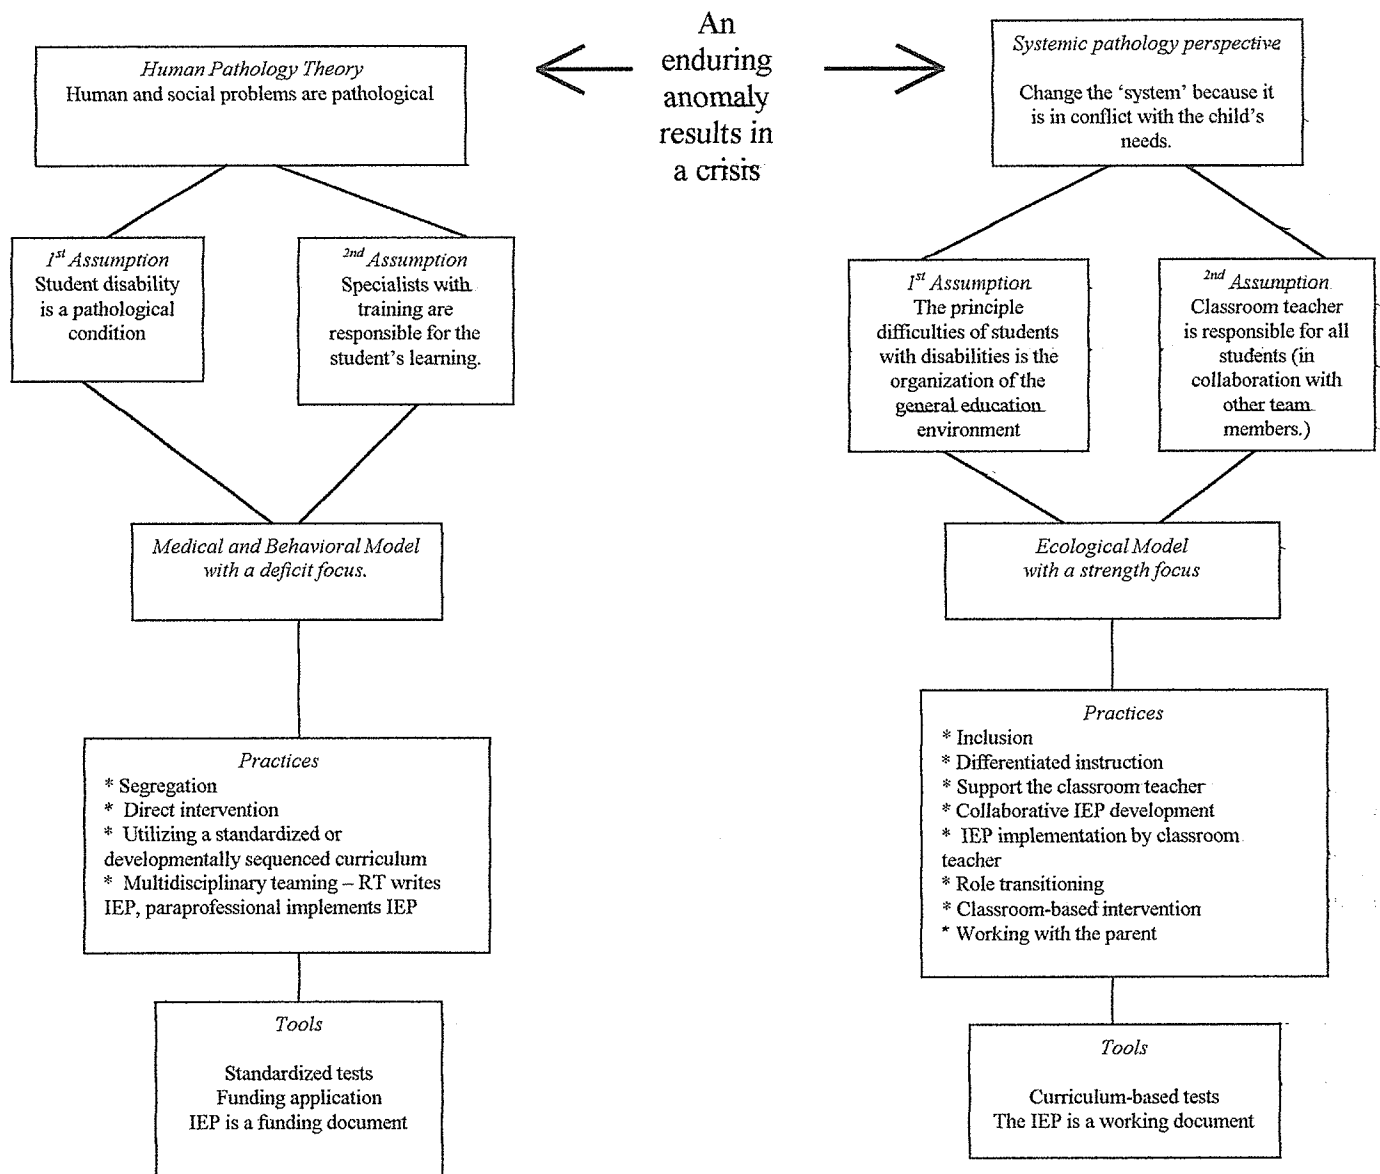 An
enduring
anomaly
results in
a crisis
Human Pathology Theory
Human and social problems are pathological
1st Assumption
Student disability
is a pathological
condition
2nd Assumption
Specialists with
training are
responsible for the
student's learning.
Medical and Behavioral Model
with a deficit focus.
Practices
* Segregation
* Direct intervention
* Utilizing a standardized or
developmentally sequenced curriculum
* Multidisciplinary teaming – RT writes
IEP, paraprofessional implements IEP
Tools
Standardized tests
Funding application
IEP is a funding document
Systemic pathology perspective
Change the 'system' because it
is in conflict with the child's
needs.
1st Assumption
The principle
difficulties of students
with disabilities is the
organization of the
general education
environment
2nd Assumption
Classroom teacher
is responsible for all
students (in
collaboration with
other team
members.)
Ecological Model
with a strength focus
Practices
* Inclusion
* Differentiated instruction
* Support the classroom teacher
* Collaborative IEP development
* IEP implementation by classroom
teacher
* Role transitioning
* Classroom-based intervention
* Working with the parent
Tools
Curriculum-based tests
The IEP is a working document